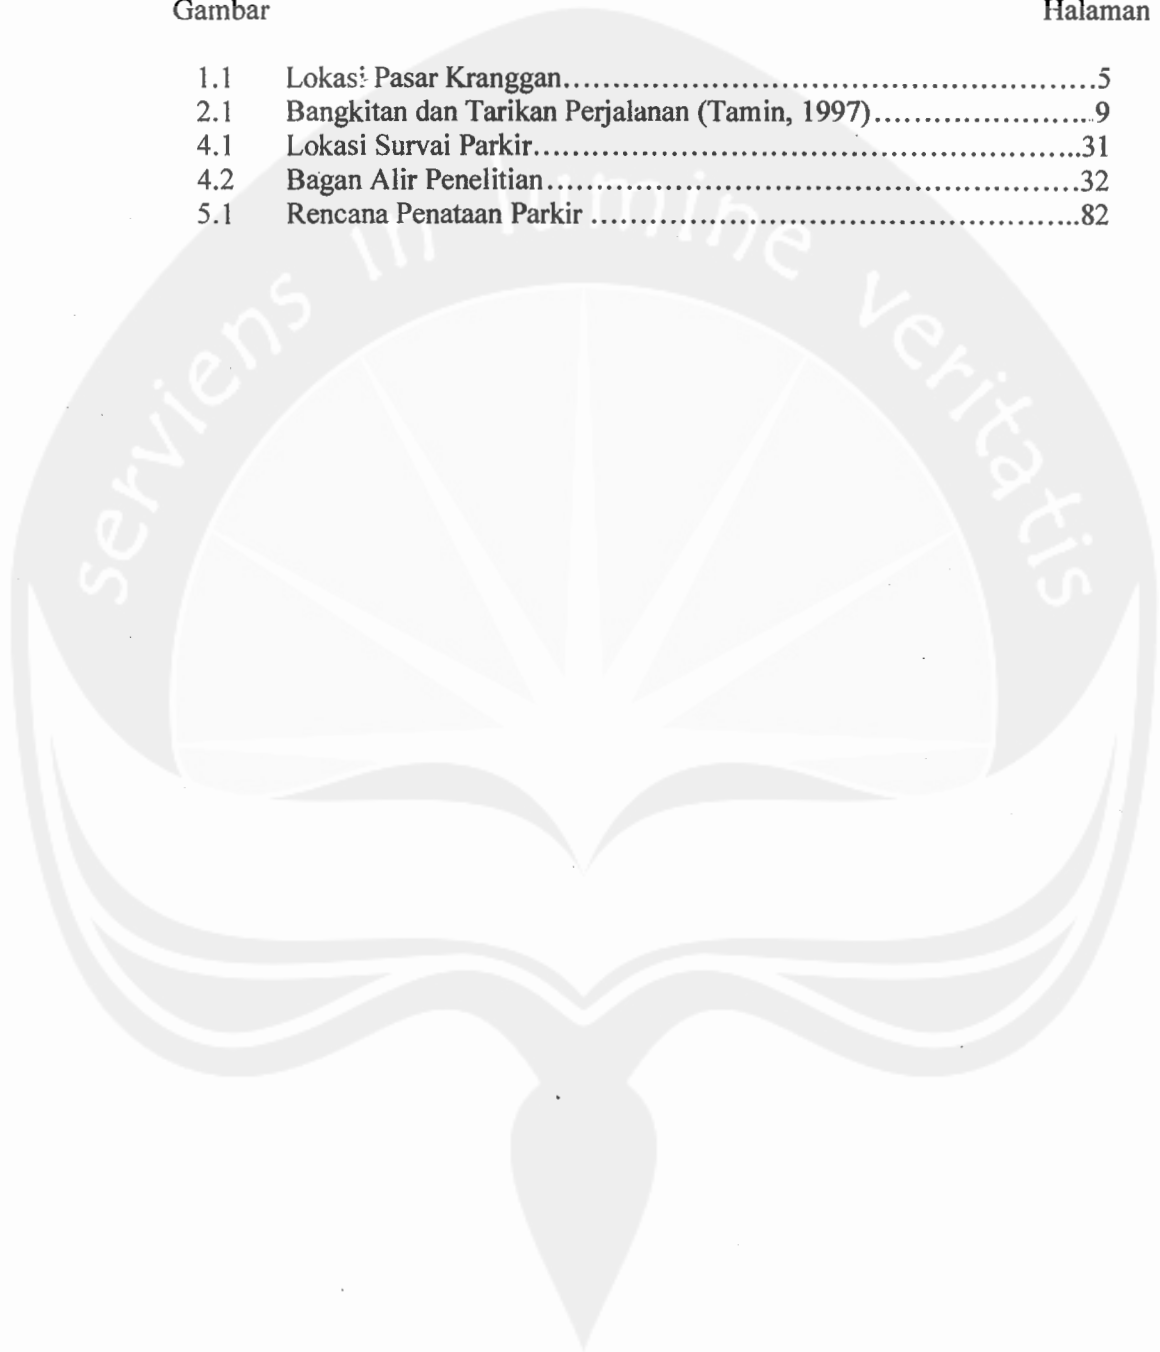 Gambar Halaman
1.1 Lokasi Pasar Kranggan.................................................................5
2.1 Bangkitan dan Tarikan Perjalanan (Tamin, 1997)..........................9
4.1 Lokasi Survai Parkir...................................................................31
4.2 Bagan Alir Penelitian.................................................................32
5.1 Rencana Penataan Parkir ............................................................82
serviens in lumine veritatis